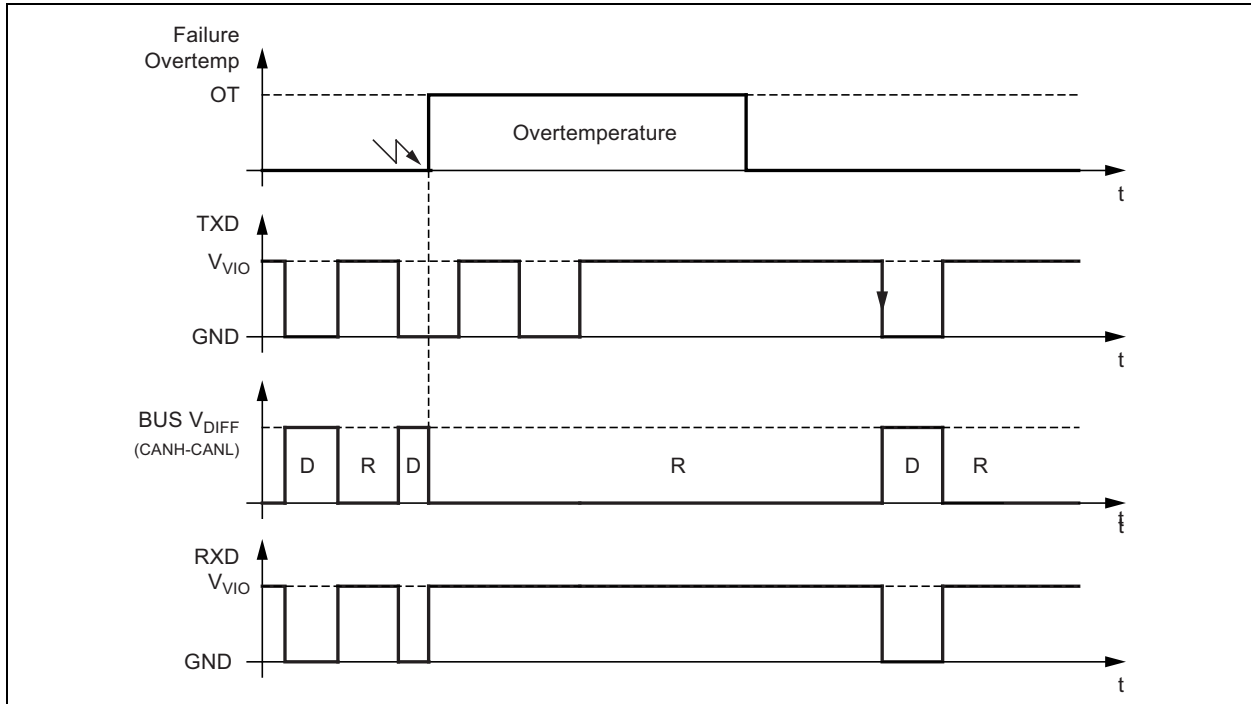 Failure
Overtemp
OT
Overtemperature
t
TXD
VVIO
GND
t
BUS VDIFF
(CANH-CANL)
D R D R D R
t
t
RXD
VVIO
GND
t